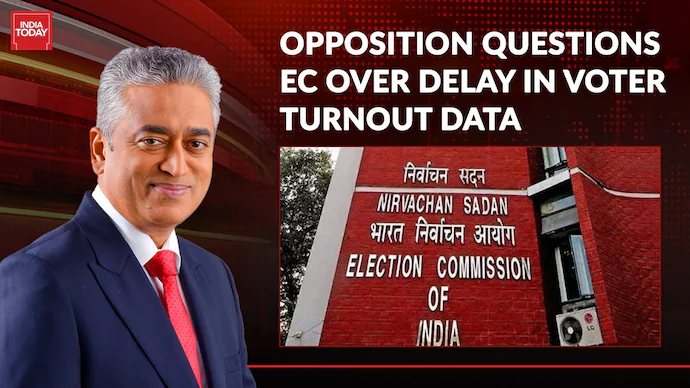 INDIA
TODAY
OPPOSITION QUESTIONS
EC OVER DELAY IN VOTER
TURNOUT DATA
निर्वाचन सदन
NIRVACHAN SADAN
भारत निर्वाचन आयोग
ELECTION COMMISSION
OF
INDIA
LG